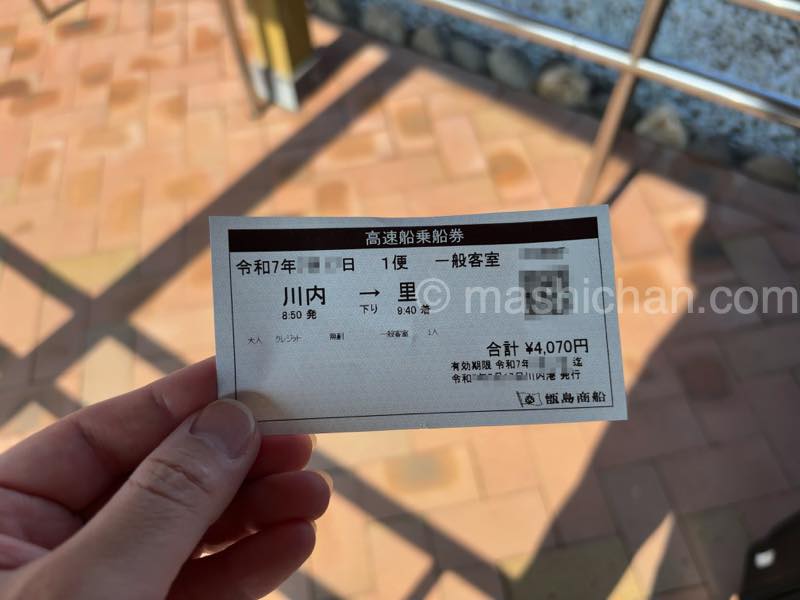 高速船乗船券
令和7年 日 1便 一般客室
川内 → 里
8:50 発 下り 9:40 着
大人 クレジット 無割 一般客室 1人
合計 ¥4,070円
有効期限 令和7年 迄
令和 川内港 発行
甑島商船
© mashichan.com